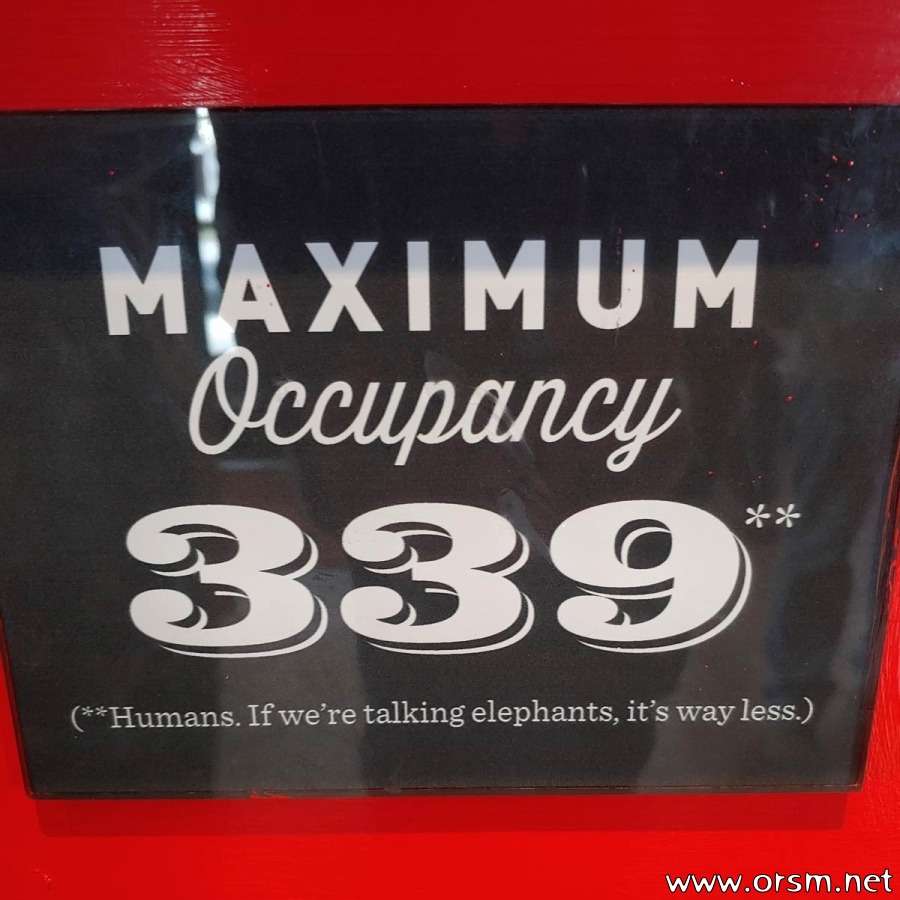 MAXIMUM
Occupancy
339**
(**Humans. If we're talking elephants, it's way less.)
www.orsm.net